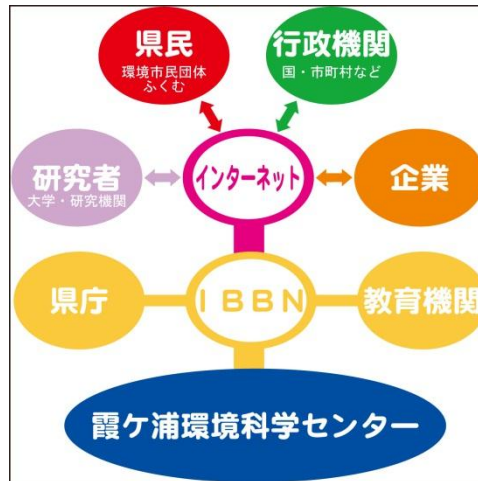 県民
環境市民団体
ふくむ
行政機関
国・市町村など
研究者
大学・研究機関
インターネット
企業
県庁
IBBN
教育機関
霞ケ浦環境科学センター